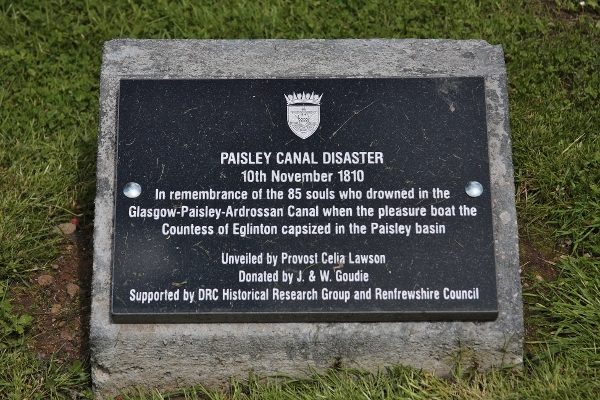 PAISLEY CANAL DISASTER
10th November 1810
In remembrance of the 85 souls who drowned in the
Glasgow-Paisley-Ardrossan Canal when the pleasure boat the
Countess of Eglinton capsized in the Paisley basin
Unveiled by Provost Celia Lawson
Donated by J. & W. Goudie
Supported by DRC Historical Research Group and Renfrewshire Council